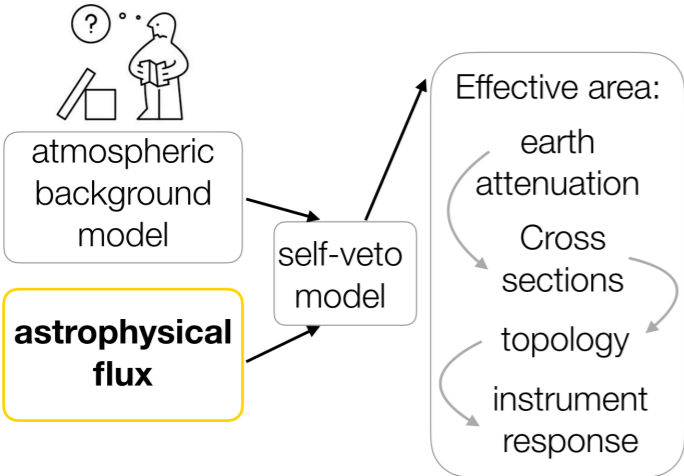 ?
atmospheric
background
model
astrophysical
flux
self-veto
model
Effective area:
earth
attenuation
Cross
sections
topology
instrument
response